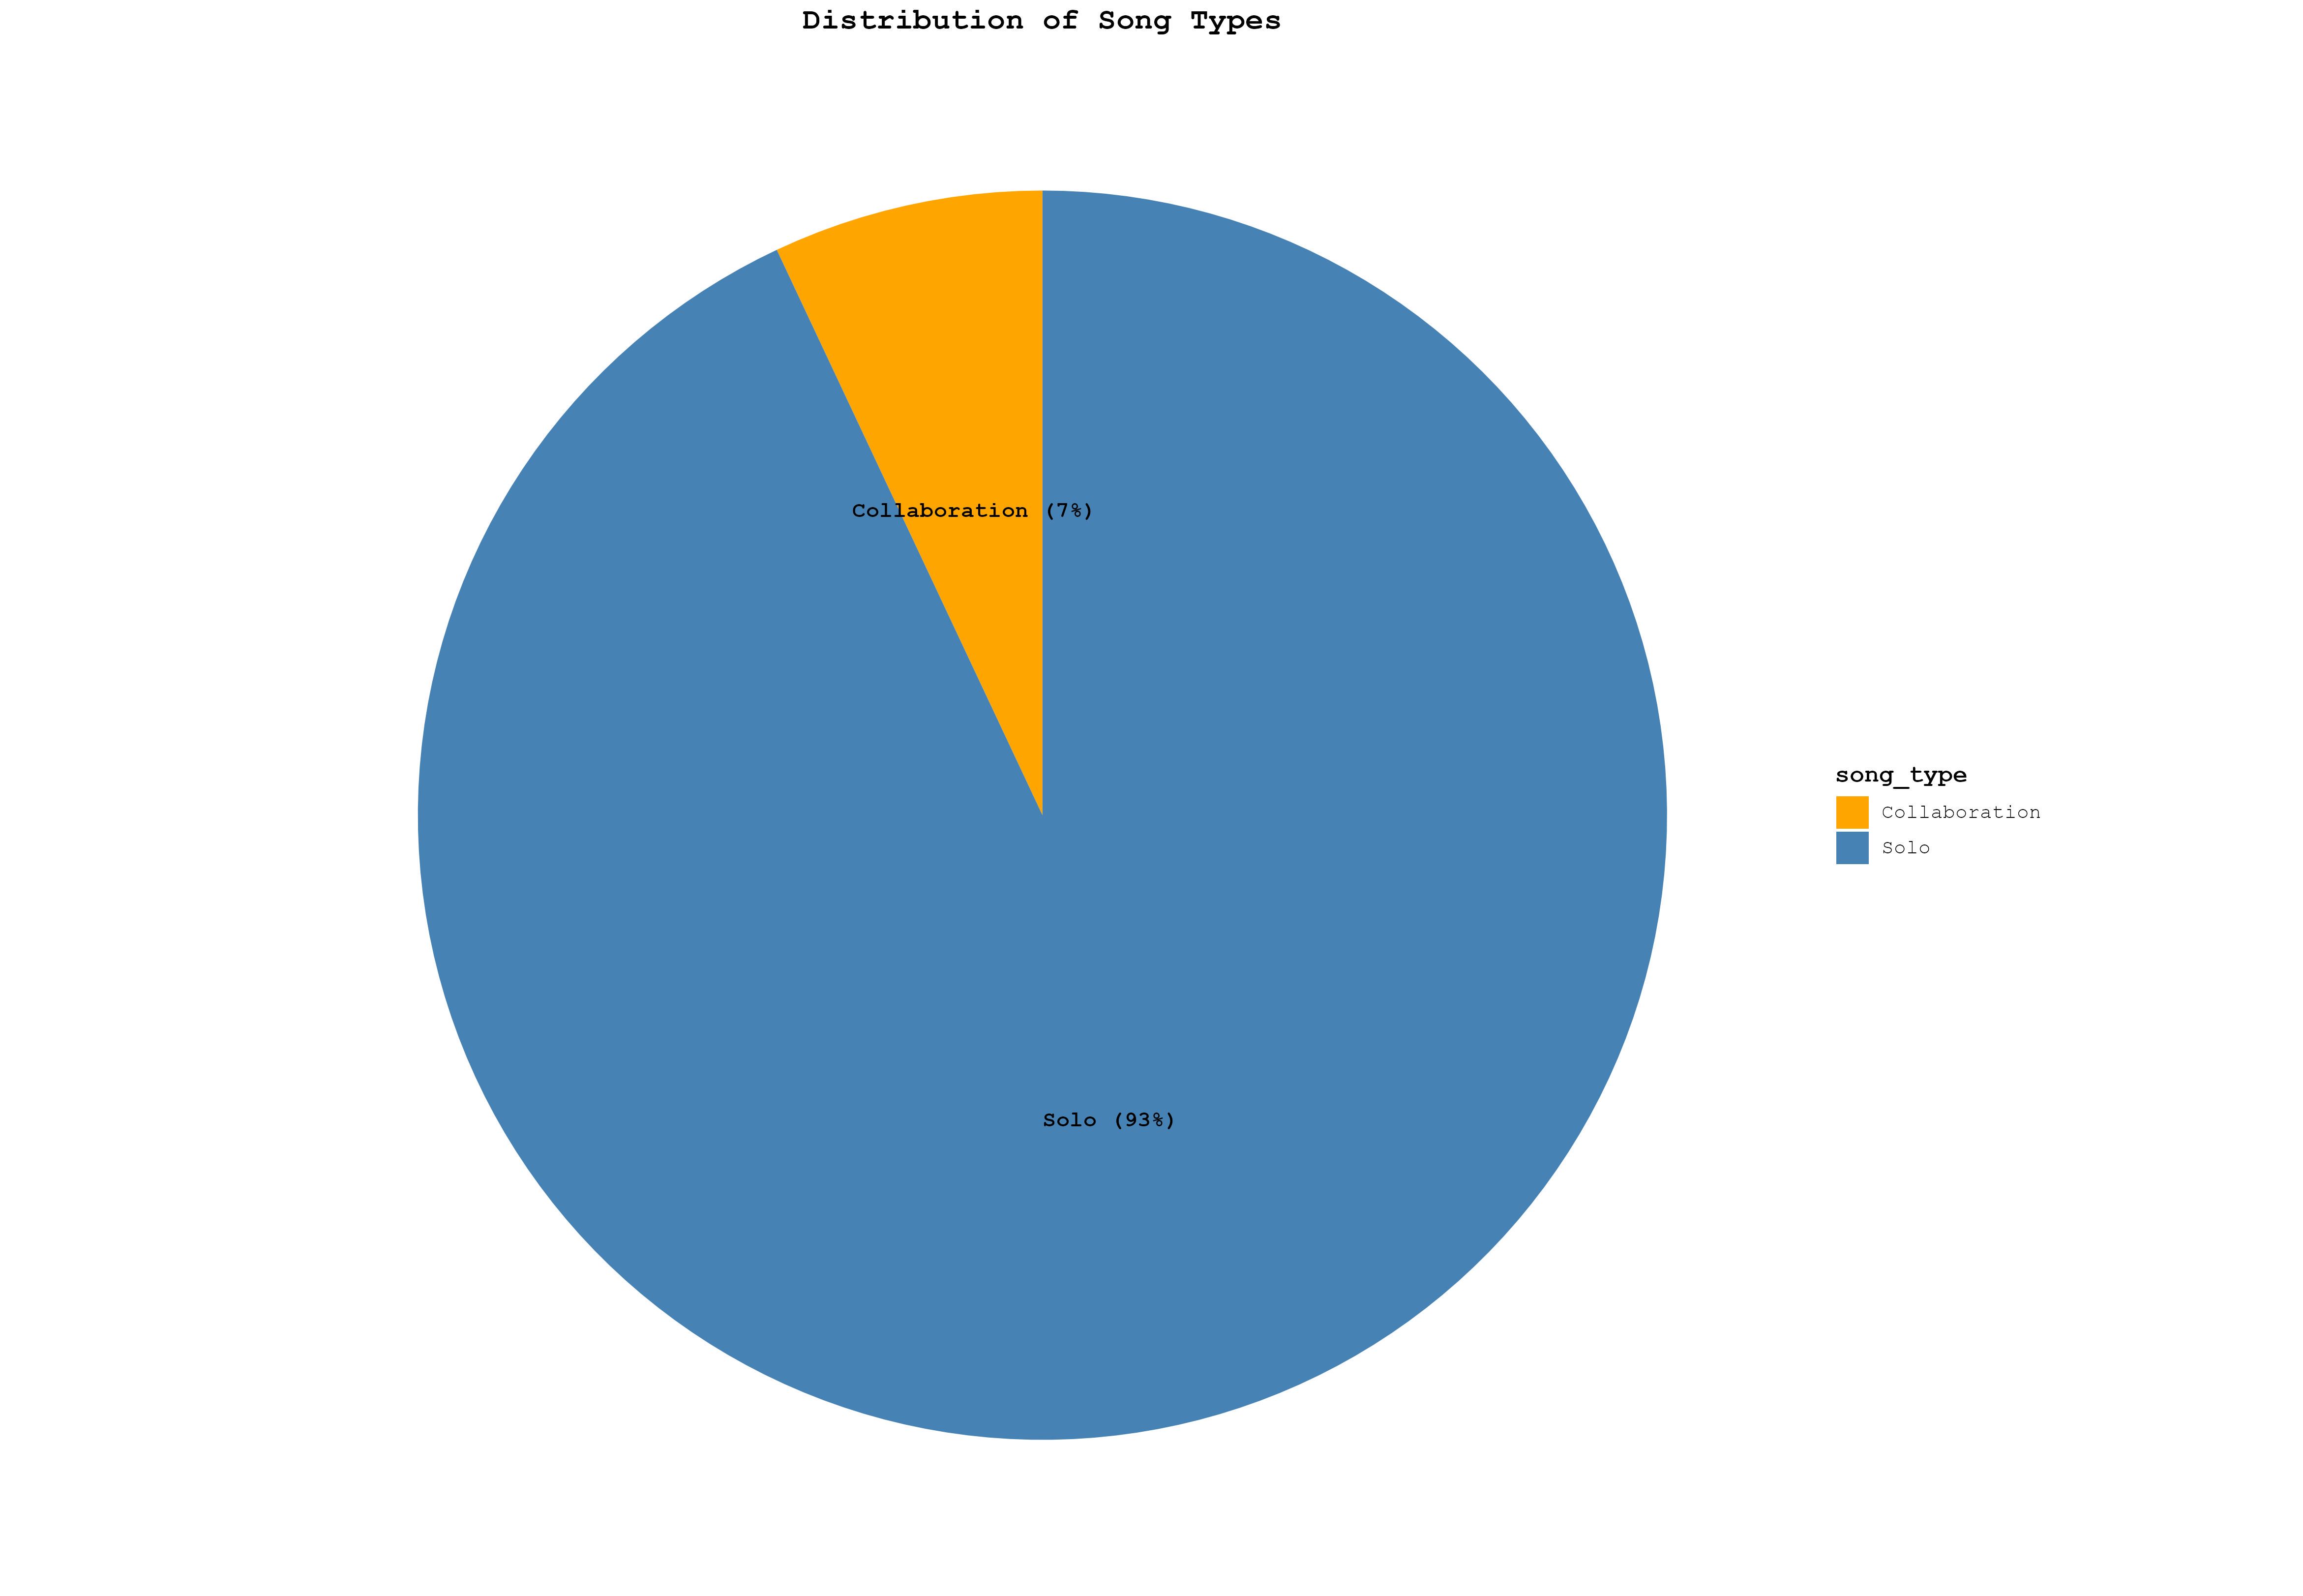 Distribution of Song Types
Collaboration (7%)
song_type
Collaboration
Solo
Solo (93%)